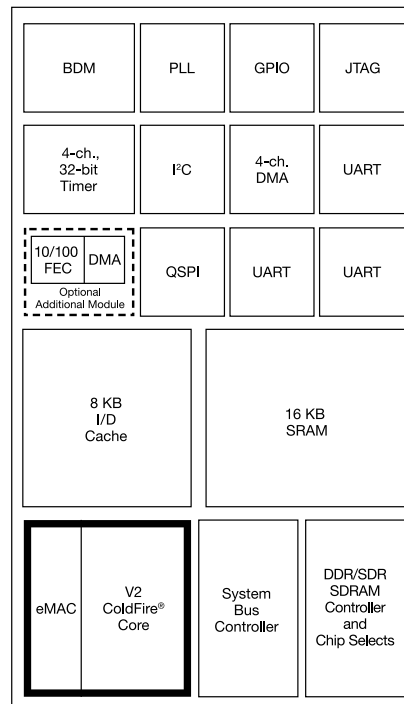 BDM
PLL
GPIO
JTAG
4-ch.,
32-bit
Timer
I²C
4-ch.
DMA
UART
10/100
FEC
DMA
Optional
Additional Module
QSPI
UART
UART
8 KB
I/D
Cache
16 KB
SRAM
eMAC
V2
ColdFire®
Core
System
Bus
Controller
DDR/SDR
SDRAM
Controller
and
Chip Selects